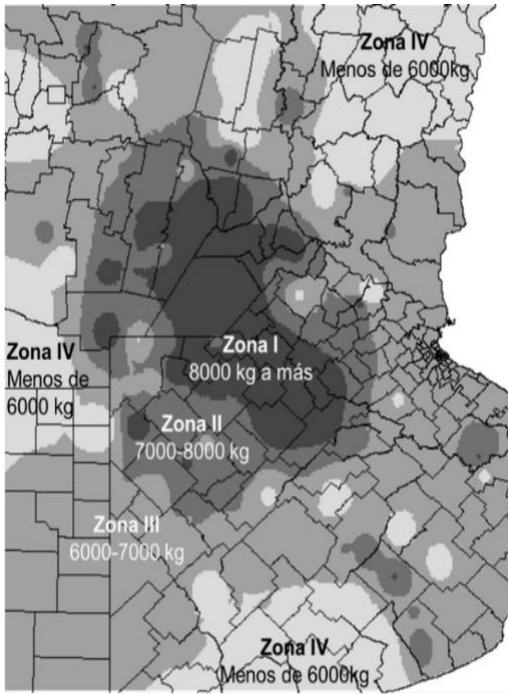 Zona IV
Menos de 6000kg
Zona I
8000 kg a más
Zona IV
Menos de
6000 kg
Zona II
7000-8000 kg
Zona III
6000-7000 kg
Zona IV
Menos de 6000kg